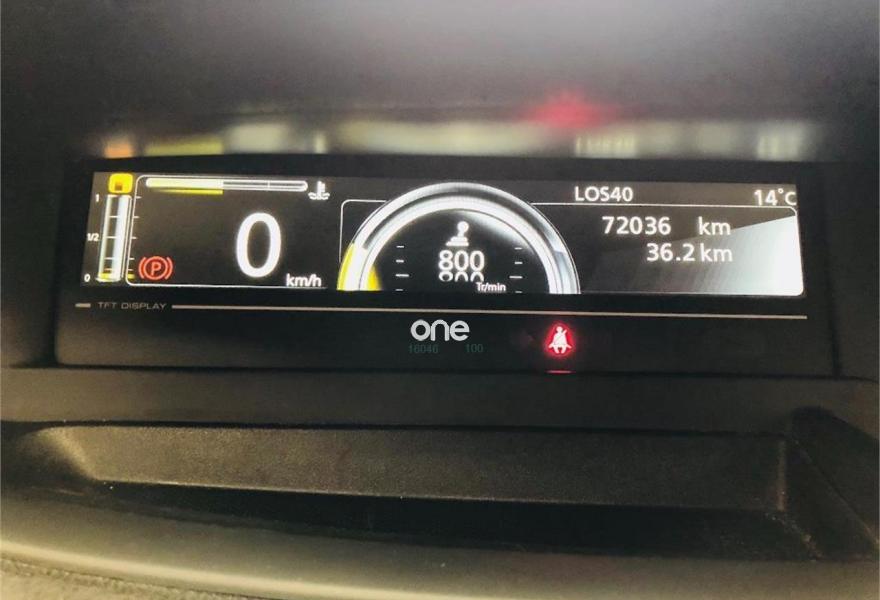 LOS40
14°C
1
1/2
0
P
0
km/h
800
Tr/min
72036 km
36.2 km
TFT DISPLAY
one
16046 100